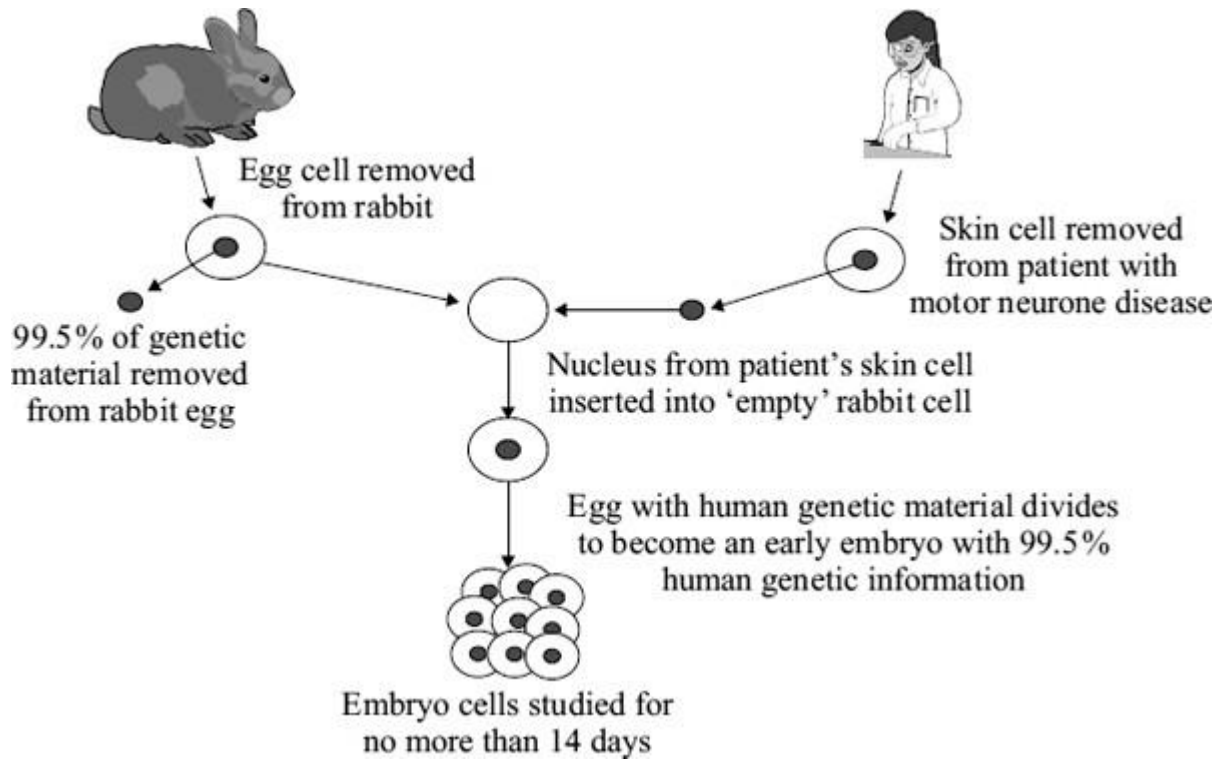 Egg cell removed
from rabbit
Skin cell removed
from patient with
motor neurone disease
99.5% of genetic
material removed
from rabbit egg
Nucleus from patient’s skin cell
inserted into ‘empty’ rabbit cell
Egg with human genetic material divides
to become an early embryo with 99.5%
human genetic information
Embryo cells studied for
no more than 14 days